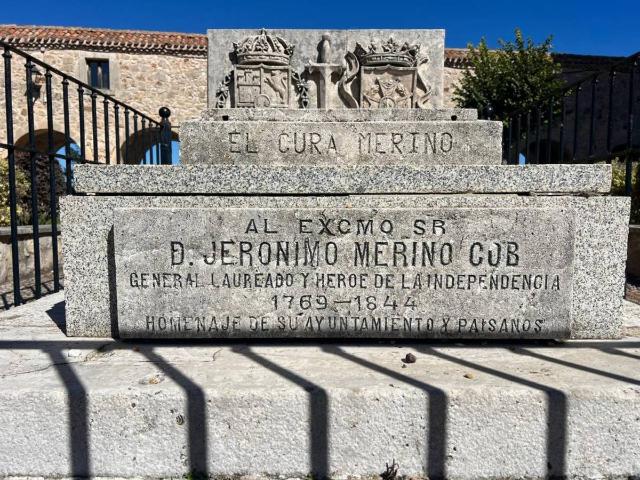 EL CURA MERINO
AL EXCMO SR
D. JERONIMO MERINO COB
GENERAL LAUREADO Y HEROE DE LA INDEPENDENCIA
1769-1844
HOMENAJE DE SU AYUNTAMIENTO Y PAISANOS